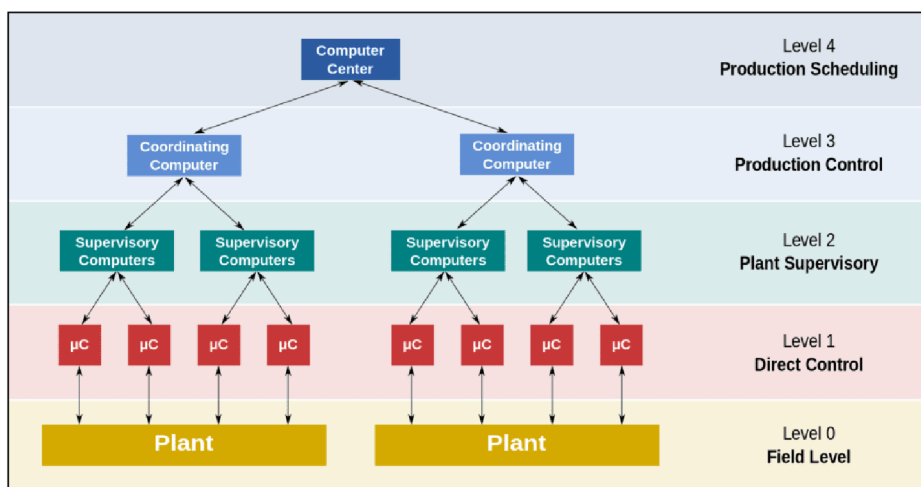 Computer
Center
Level 4
Production Scheduling
Coordinating
Computer
Coordinating
Computer
Level 3
Production Control
Supervisory
Computers
Supervisory
Computers
Supervisory
Computers
Supervisory
Computers
Level 2
Plant Supervisory
µC
µC
µC
µC
µC
µC
µC
µC
Level 1
Direct Control
Plant
Plant
Level 0
Field Level